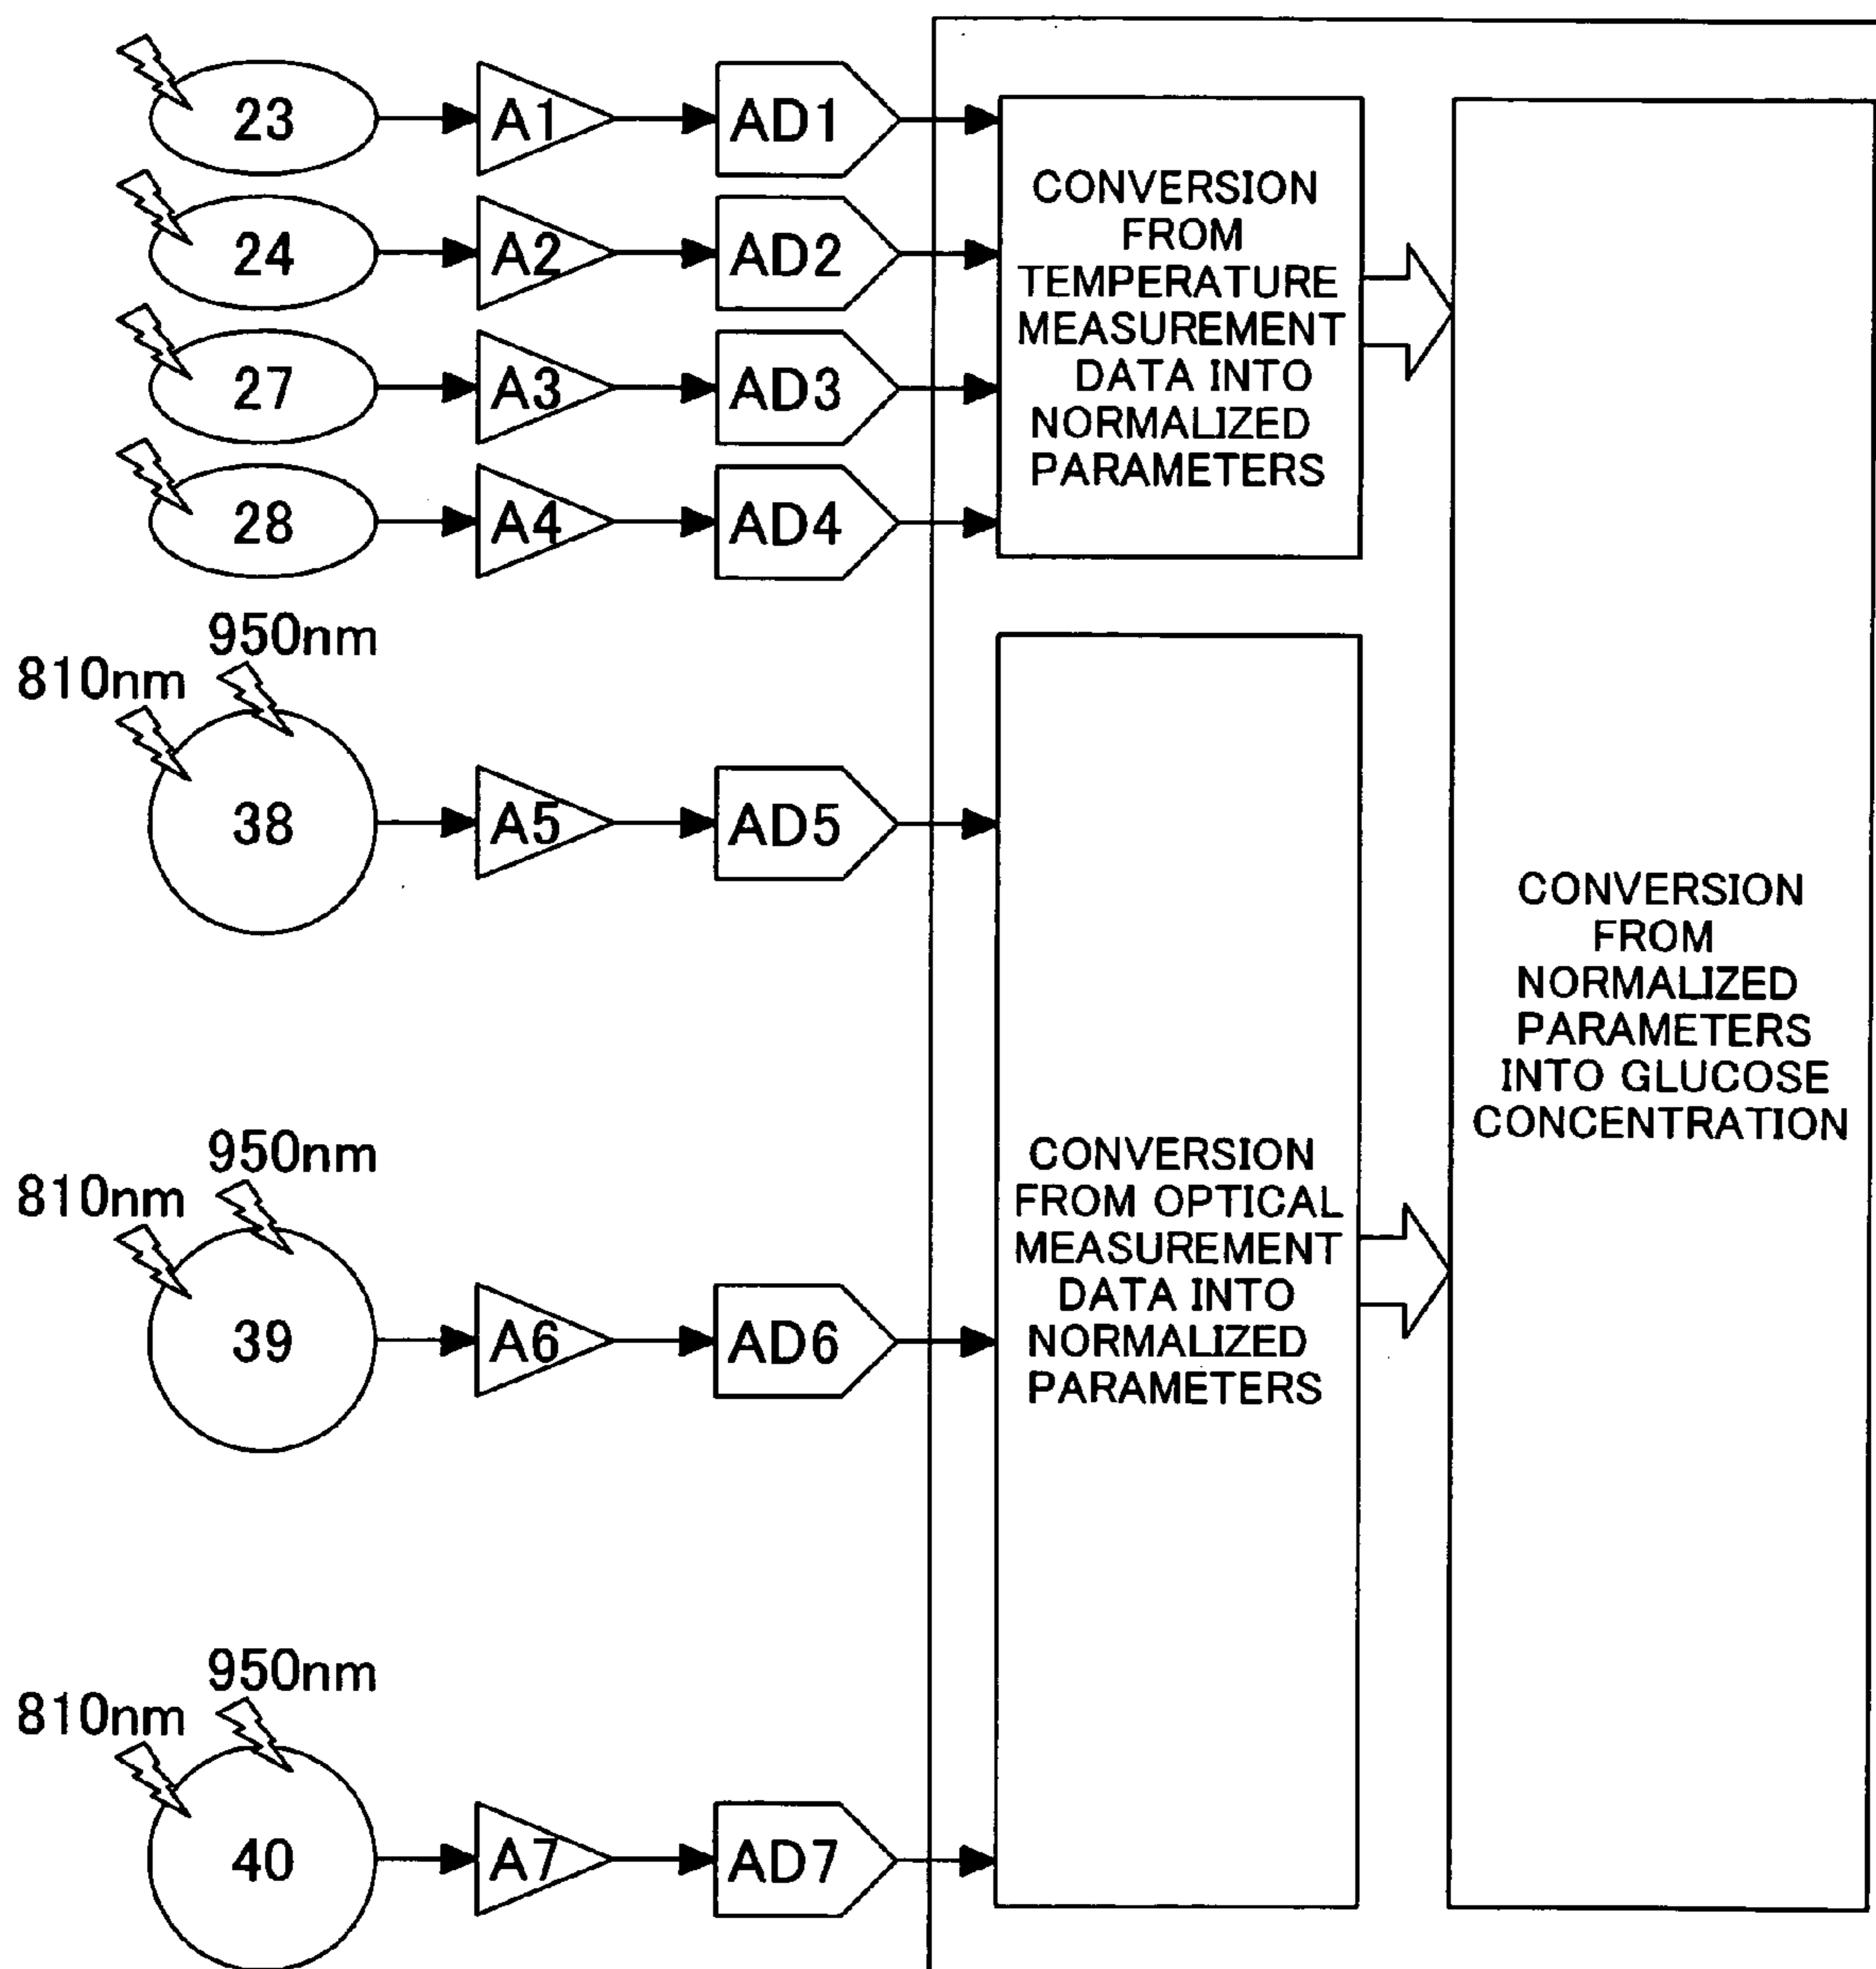 23
A1
AD1
24
A2
AD2
27
A3
AD3
28
A4
AD4
CONVERSION
FROM
TEMPERATURE
MEASUREMENT
DATA INTO
NORMALIZED
PARAMETERS
950nm
810nm
38
A5
AD5
950nm
810nm
39
A6
AD6
950nm
810nm
40
A7
AD7
CONVERSION
FROM OPTICAL
MEASUREMENT
DATA INTO
NORMALIZED
PARAMETERS
CONVERSION
FROM
NORMALIZED
PARAMETERS
INTO GLUCOSE
CONCENTRATION